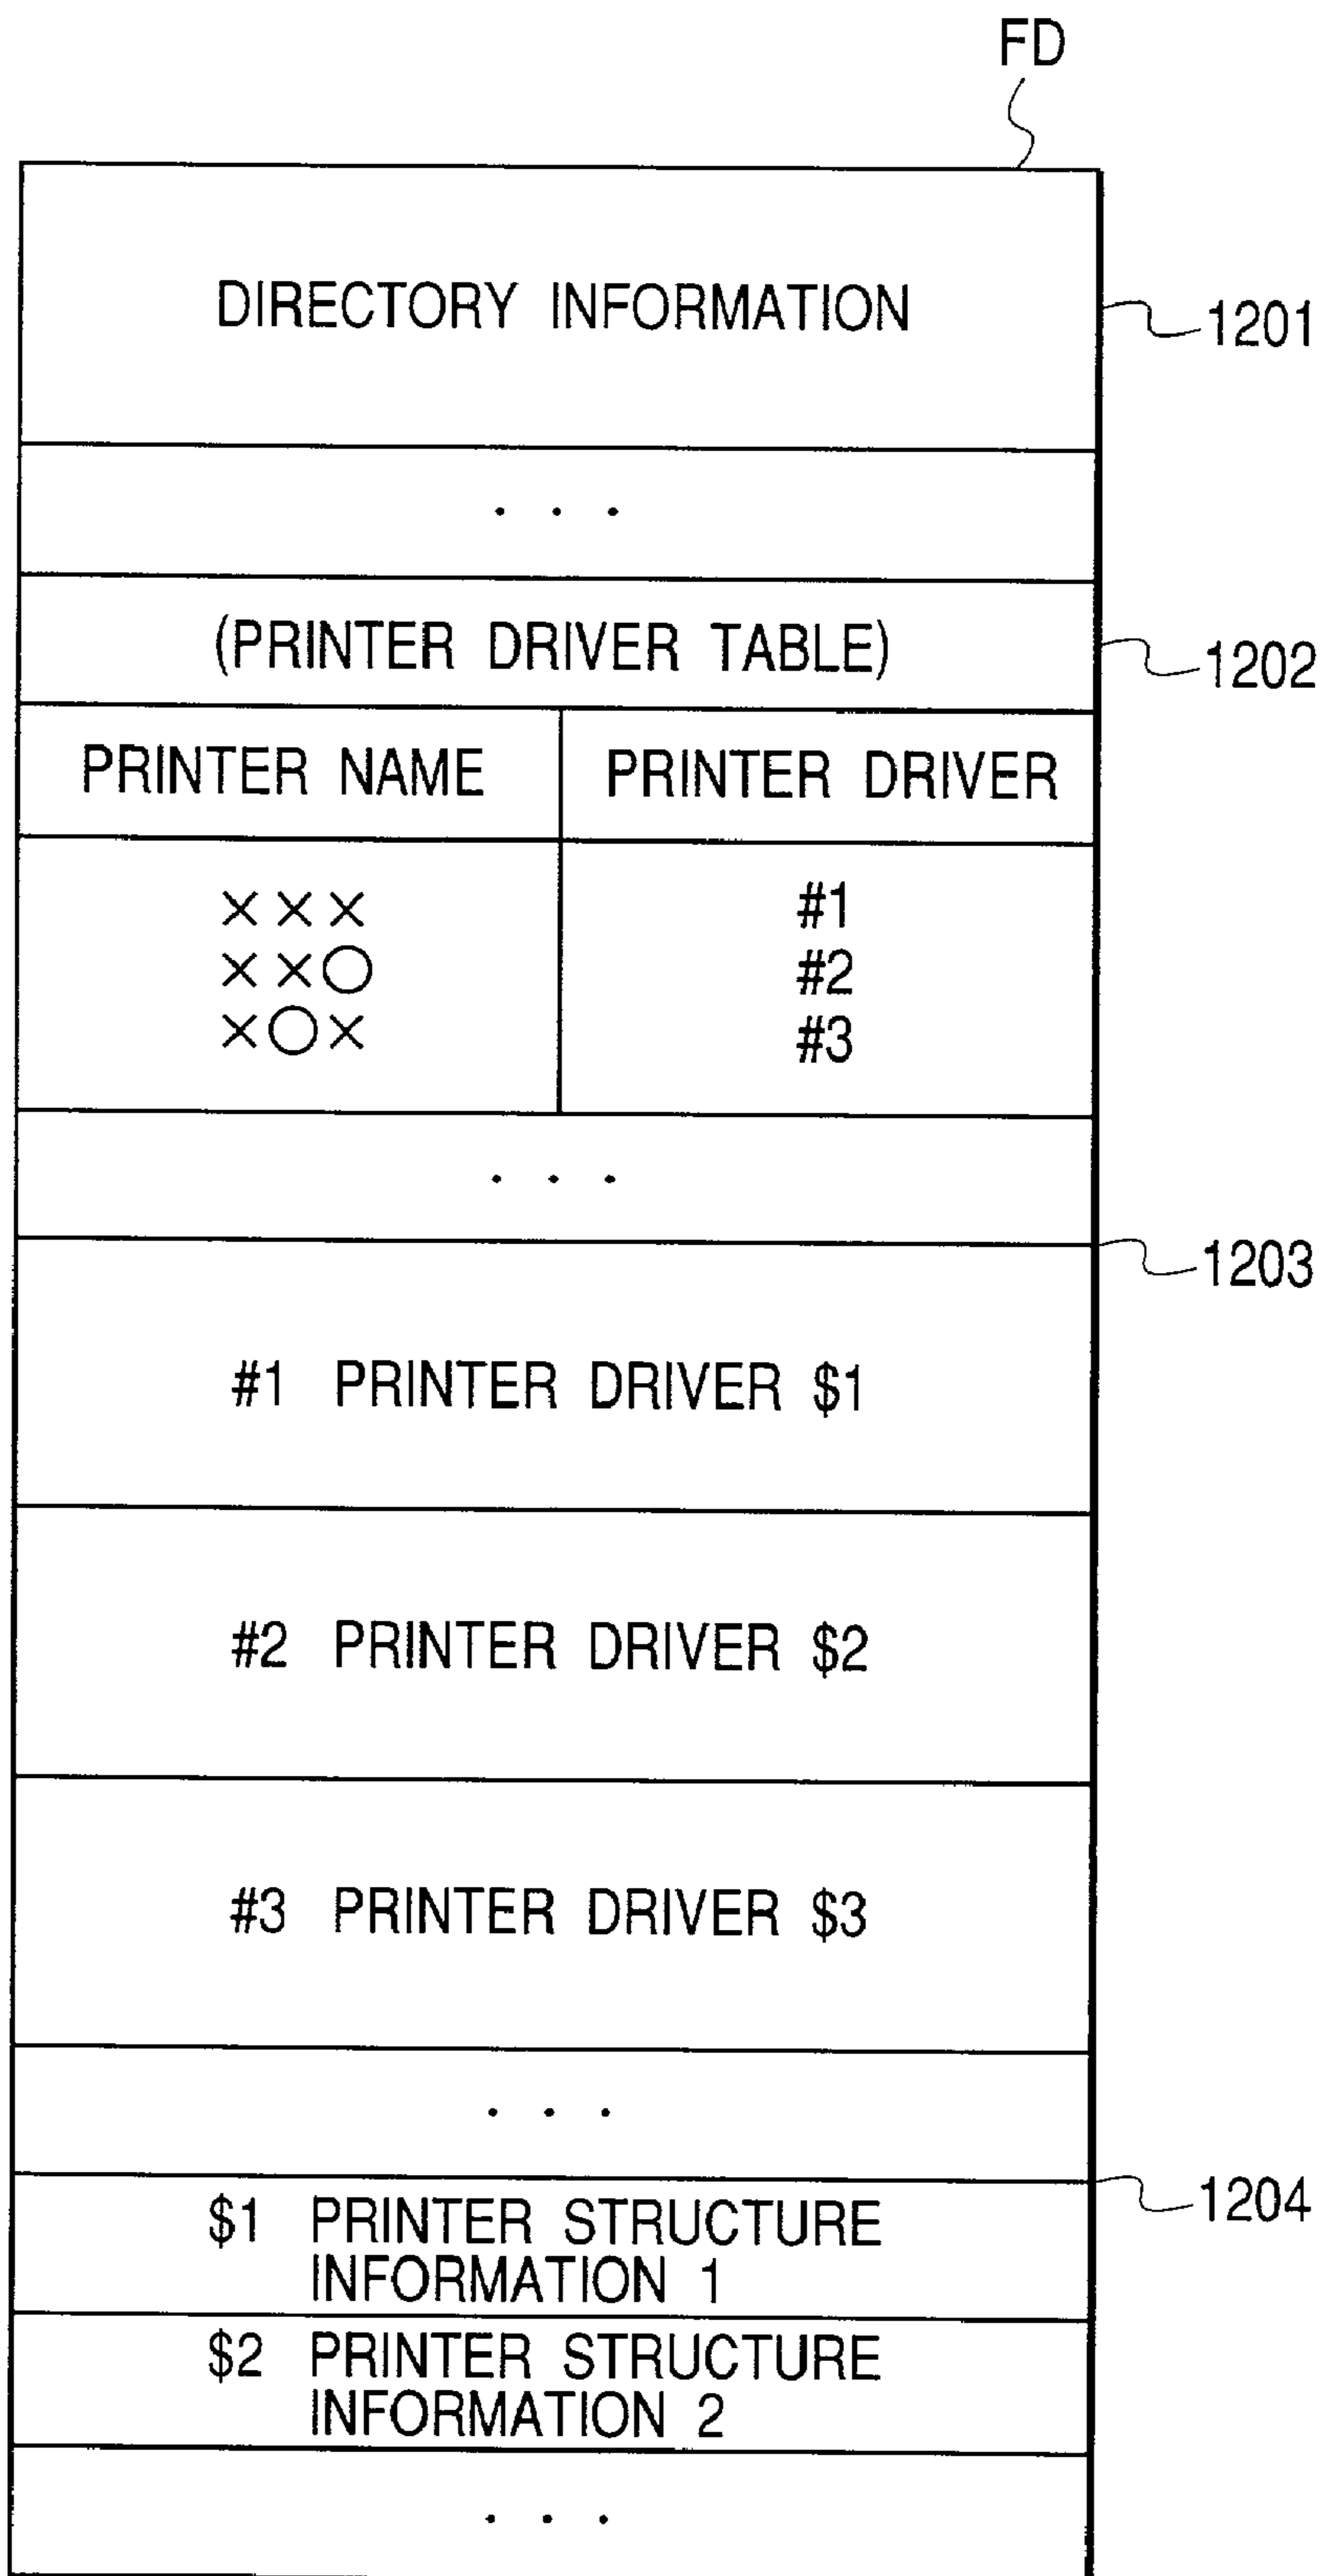 FD
DIRECTORY INFORMATION
1201
. . .
(PRINTER DRIVER TABLE)
1202
PRINTER NAME PRINTER DRIVER
××× #1
××○ #2
×○× #3
. . .
1203
#1 PRINTER DRIVER $1
#2 PRINTER DRIVER $2
#3 PRINTER DRIVER $3
. . .
1204
$1 PRINTER STRUCTURE
INFORMATION 1
$2 PRINTER STRUCTURE
INFORMATION 2
. . .